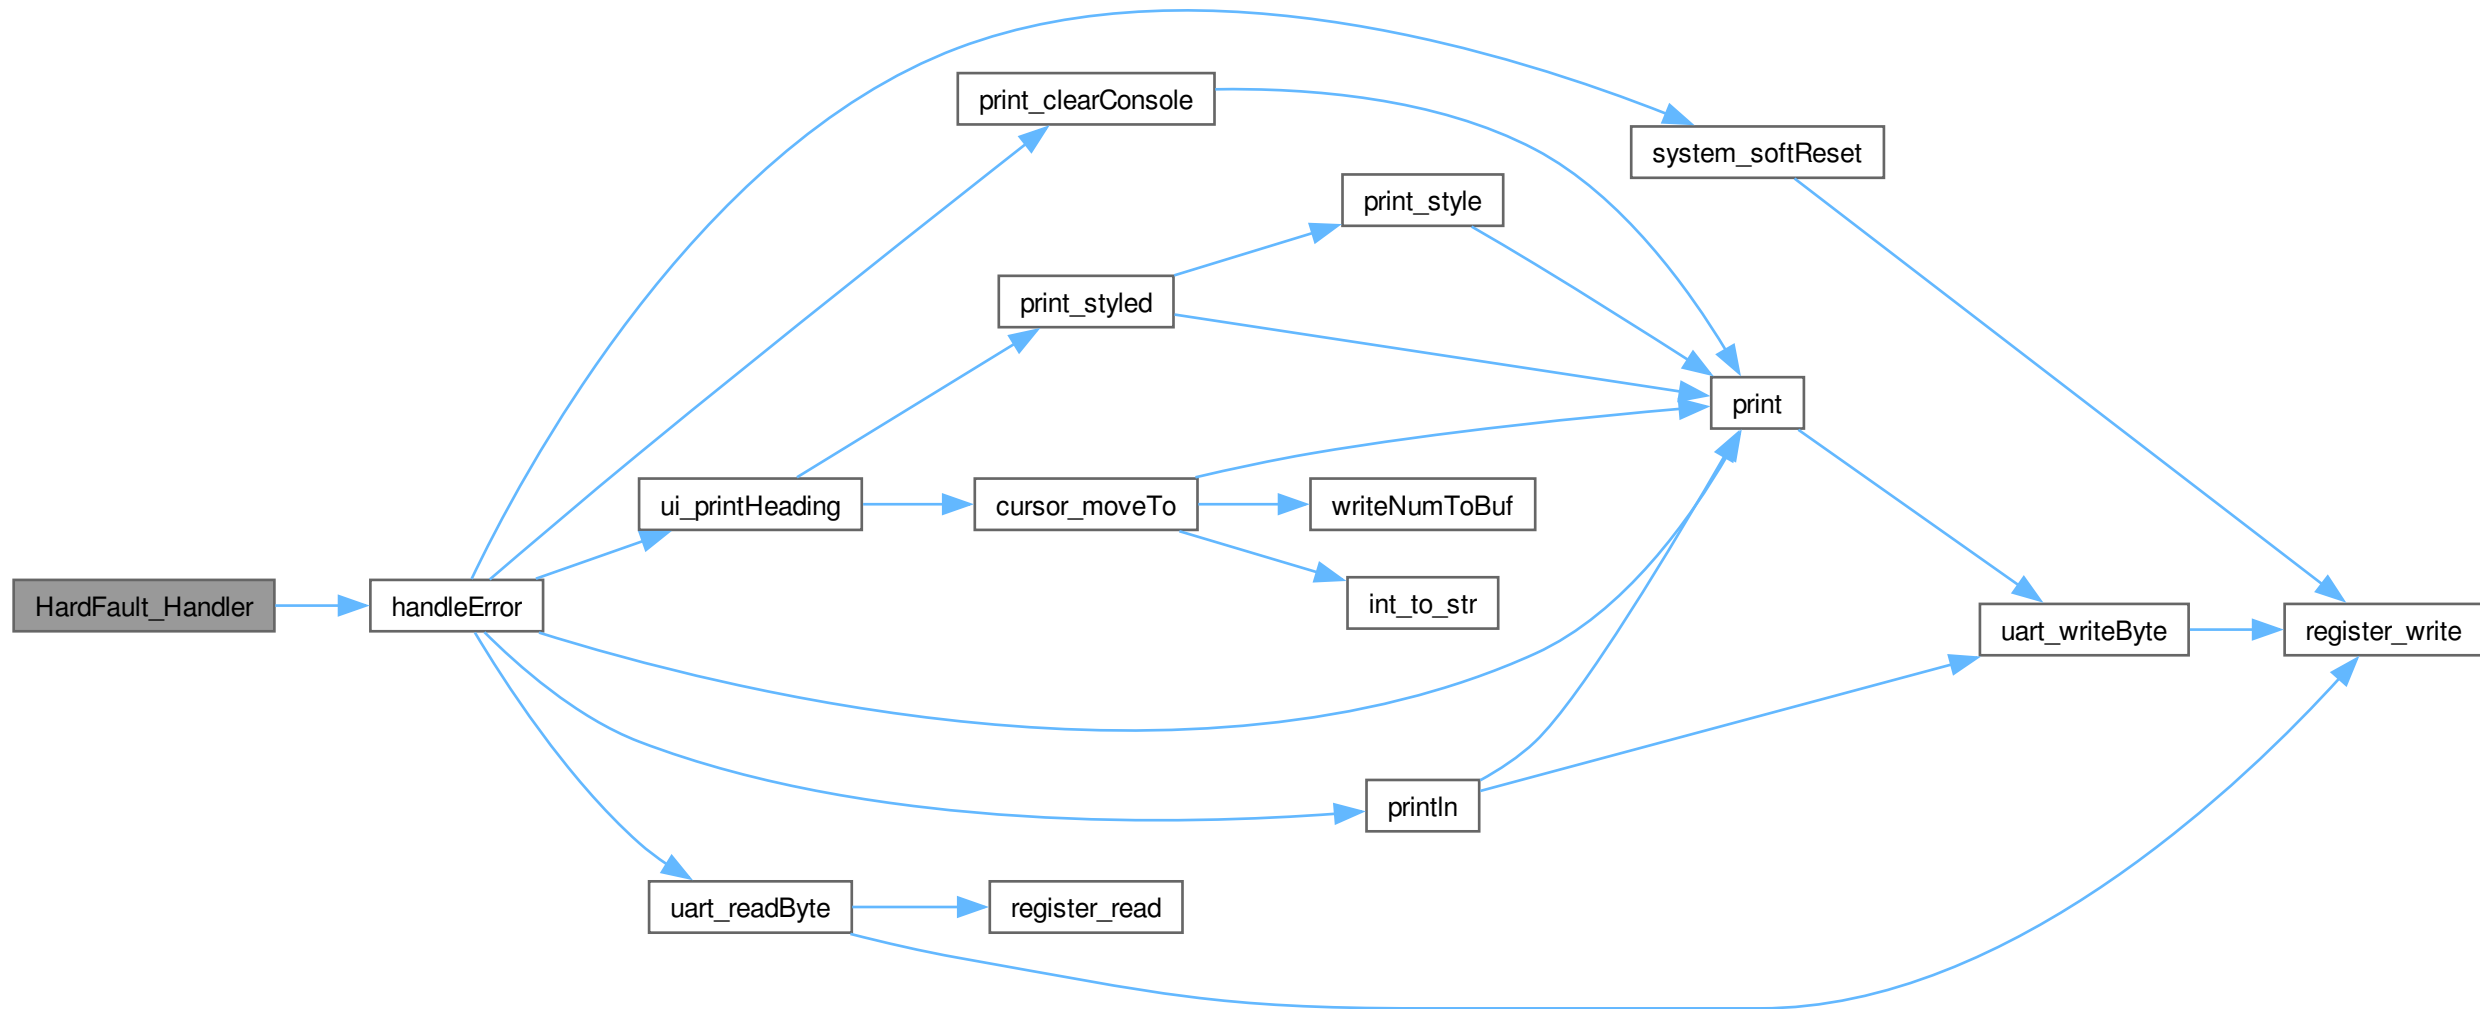 print_clearConsole
system_softReset
print_style
print_styled
print
ui_printHeading
cursor_moveTo
writeNumToBuf
HardFault_Handler
handleError
int_to_str
uart_writeByte
register_write
println
uart_readByte
register_read